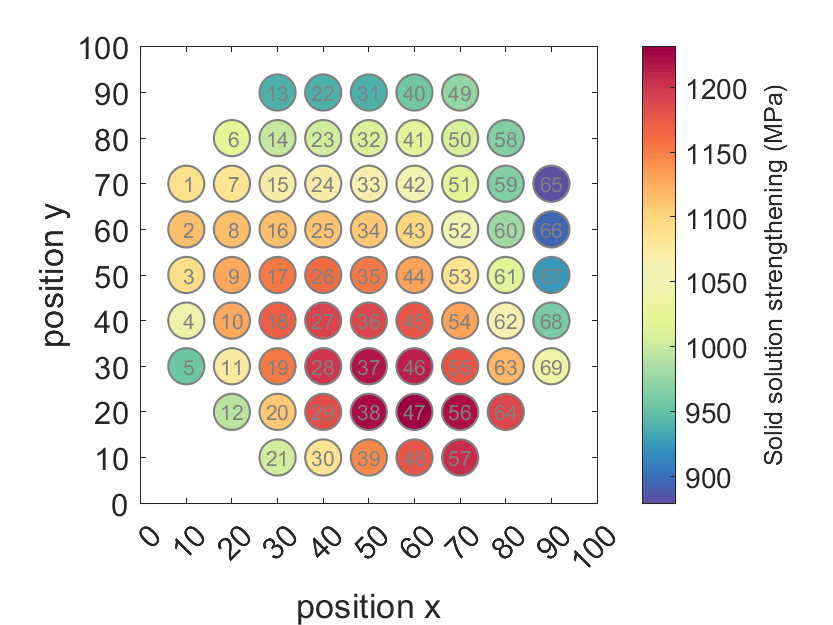 100
90
80
70
60
50
40
30
20
10
0
position y
13 22 31 40 49
6 14 23 32 41 50 58
1 7 15 24 33 42 51 59 65
2 8 16 25 34 43 52 60 66
3 9 17 26 35 44 53 61 67
4 10 18 27 36 45 54 62 68
5 11 19 28 37 46 55 63 69
12 20 29 38 47 56 64
21 30 39 48 57
0 10 20 30 40 50 60 70 80 90 100
position x
1200
1150
1100
1050
1000
950
900
Solid solution strengthening (MPa)